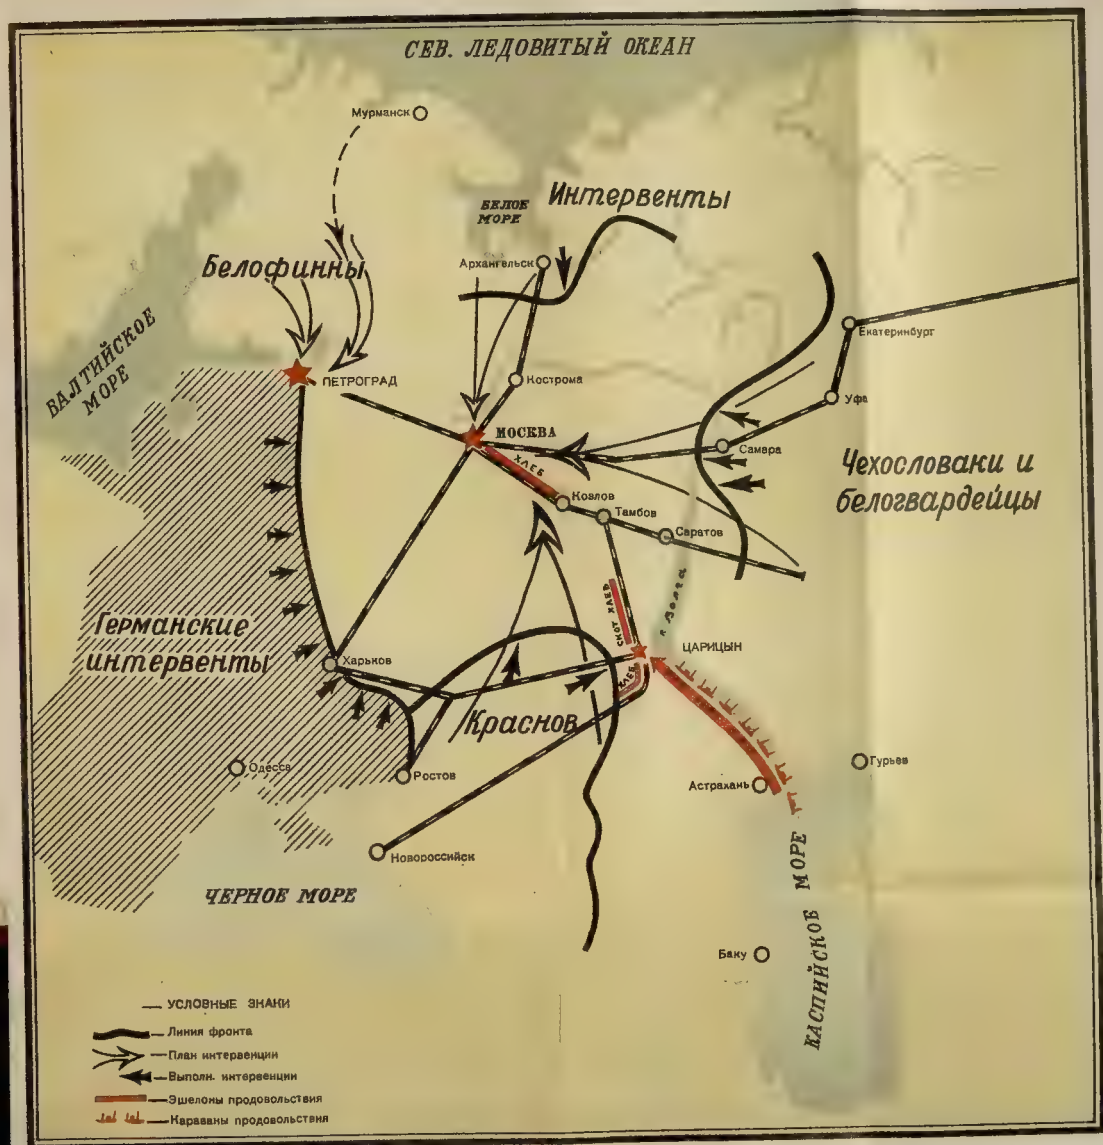 СЕВ. ЛЕДОВИТЫЙ ОКЕАН
Мурманск
БЕЛОЕ
МОРЕ
Интервенты
Белофинны
Архангельск
БАЛТИЙСКОЕ
МОРЕ
Екатеринбург
Кострома
ПЕТРОГРАД
Уфа
МОСКВА
Самара
ХЛЕБ
Чехословаки и
белогвардейцы
Козлов
Тамбов
Саратов
р. Волга
СКОТ ХЛЕБ
Германские
интервенты
Харьков
ЦАРИЦЫН
ХЛЕБ
Краснов
Одесса
Ростов
Астрахань
Гурьев
Новороссийск
ЧЕРНОЕ МОРЕ
КАСПИЙСКОЕ МОРЕ
Баку
— УСЛОВНЫЕ ЗНАКИ
— Линия фронта
— План интервенции
— Выполн. интервенции
— Эшелоны продовольствия
— Караваны продовольствия